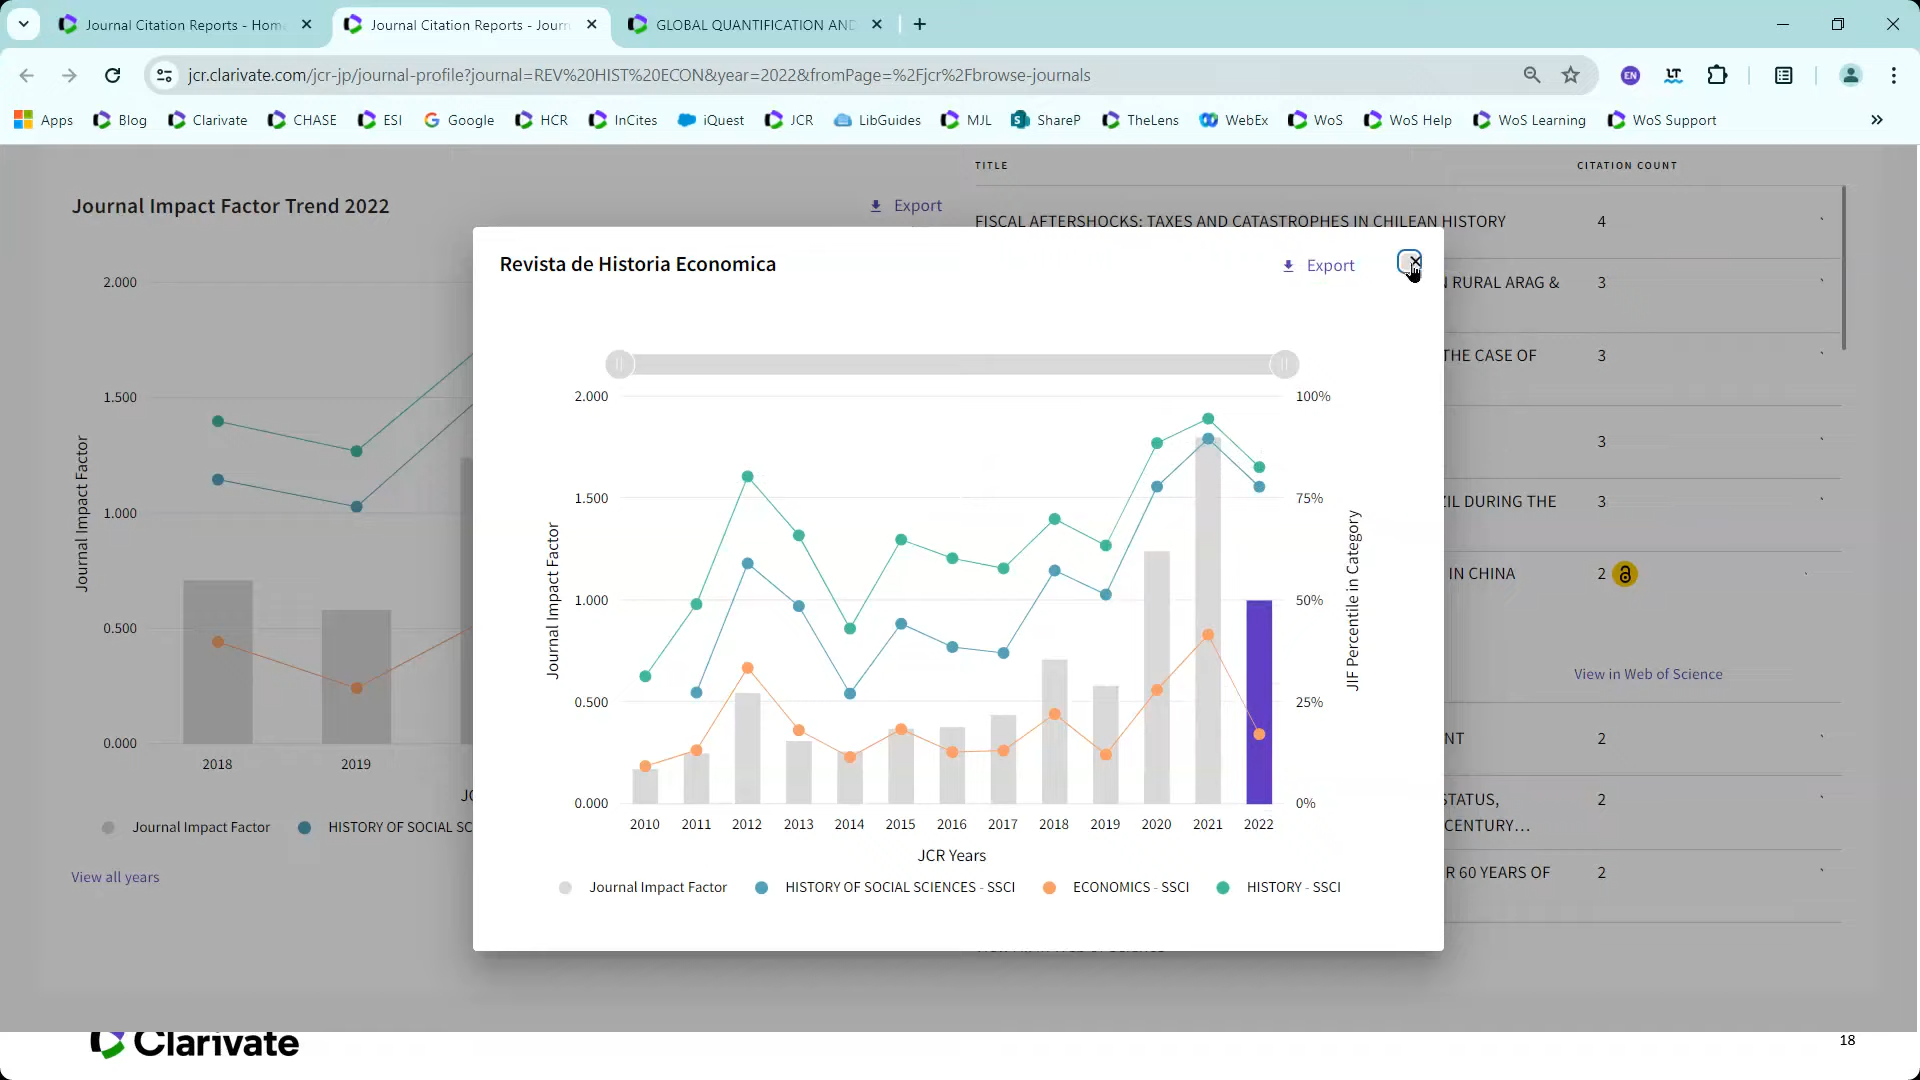 Journal Citation Reports - Home
Journal Citation Reports - Journ
GLOBAL QUANTIFICATION AND
jcr.clarivate.com/jcr-jp/journal-profile?journal=REV%20HIST%20ECON&year=2022&fromPage=%2Fjcr%2Fbrowse-journals
EN
LT
Apps
Blog
Clarivate
CHASE
ESI
Google
HCR
InCites
iQuest
JCR
LibGuides
MJL
ShareP
TheLens
WebEx
WoS
WoS Help
WoS Learning
WoS Support
TITLE
CITATION COUNT
Journal Impact Factor Trend 2022
Export
FISCAL AFTERSHOCKS: TAXES AND CATASTROPHES IN CHILEAN HISTORY
4
RURAL ARAG &
3
THE CASE OF
3
3
ZIL DURING THE
3
IN CHINA
2
View in Web of Science
NT
2
STATUS,
2
CENTURY…
R 60 YEARS OF
2
2.000
1.500
1.000
0.500
0.000
Journal Impact Factor
2018
2019
Journal Impact Factor
HISTORY OF SOCIAL SC
View all years
Revista de Historia Economica
Export
2.000
1.500
1.000
0.500
0.000
Journal Impact Factor
100%
75%
50%
25%
0%
JIF Percentile in Category
2010 2011 2012 2013 2014 2015 2016 2017 2018 2019 2020 2021 2022
JCR Years
Journal Impact Factor
HISTORY OF SOCIAL SCIENCES - SSCI
ECONOMICS - SSCI
HISTORY - SSCI
Clarivate
18